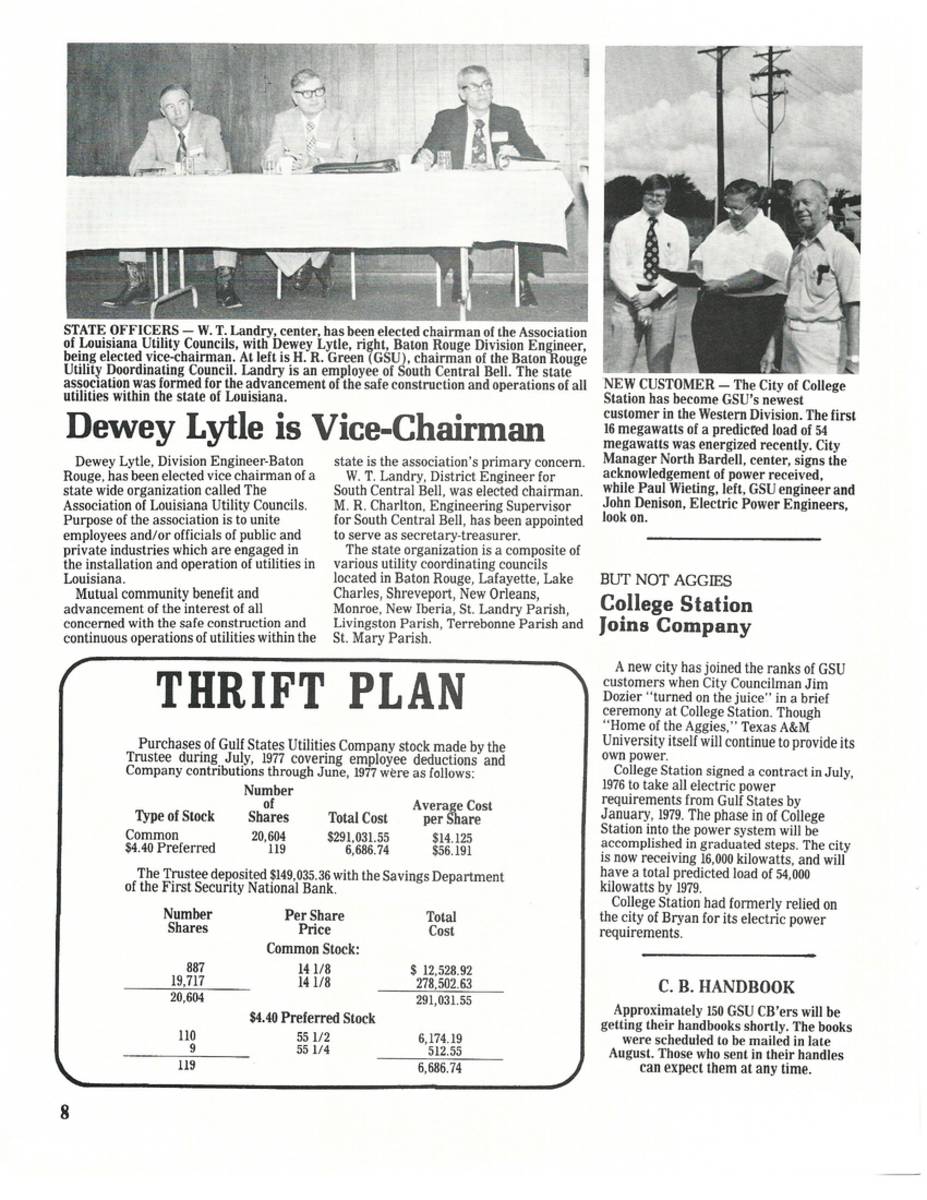 STATE OFFICERS — W. T. Landry, center, has been elected chairman of the Association
of Louisiana Utility Councils, with Dewey Lytle, right, Baton Rouge Division Engineer,
being elected vice-chairman. At left is H. R. Green (GSU), chairman of the Baton Rouge
Utility Doordinating Council. Landry is an employee of South Central Bell. The state
association was formed for the advancement of the safe construction and operations of all
utilities within the state of Louisiana.
Dewey Lytle is Vice-Chairman
Dewey Lytle, Division Engineer-Baton
Rouge, has been elected vice chairman of a
state wide organization called The
Association of Louisiana Utility Councils.
Purpose of the association is to unite
employees and/or officials of public and
private industries which are engaged in
the installation and operation of utilities in
Louisiana.
Mutual community benefit and
advancement of the interest of all
concerned with the safe construction and
continuous operations of utilities within the
state is the association's primary concern.
W. T. Landry, District Engineer for
South Central Bell, was elected chairman.
M. R. Charlton, Engineering Supervisor
for South Central Bell, has been appointed
to serve as secretary-treasurer.
The state organization is a composite of
various utility coordinating councils
located in Baton Rouge, Lafayette, Lake
Charles, Shreveport, New Orleans,
Monroe, New Iberia, St. Landry Parish,
Livingston Parish, Terrebonne Parish and
St. Mary Parish.
NEW CUSTOMER — The City of College
Station has become GSU's newest
customer in the Western Division. The first
16 megawatts of a predicted load of 54
megawatts was energized recently. City
Manager North Bardell, center, signs the
acknowledgement of power received,
while Paul Wieting, left, GSU engineer and
John Denison, Electric Power Engineers,
look on.
BUT NOT AGGIES
College Station
Joins Company
A new city has joined the ranks of GSU
customers when City Councilman Jim
Dozier "turned on the juice" in a brief
ceremony at College Station. Though
"Home of the Aggies," Texas A&M
University itself will continue to provide its
own power.
College Station signed a contract in July,
1976 to take all electric power
requirements from Gulf States by
January, 1979. The phase in of College
Station into the power system will be
accomplished in graduated steps. The city
is now receiving 16,000 kilowatts, and will
have a total predicted load of 54,000
kilowatts by 1979.
College Station had formerly relied on
the city of Bryan for its electric power
requirements.
C. B. HANDBOOK
Approximately 150 GSU CB'ers will be
getting their handbooks shortly. The books
were scheduled to be mailed in late
August. Those who sent in their handles
can expect them at any time.
THRIFT PLAN
Purchases of Gulf States Utilities Company stock made by the
Trustee during July, 1977 covering employee deductions and
Company contributions through June, 1977 were as follows:
Number
of
Type of Stock Shares Total Cost Average Cost per Share
Common 20,604 $291,031.55 $14.125
$4.40 Preferred 119 6,686.74 $56.191
The Trustee deposited $149,035.36 with the Savings Department
of the First Security National Bank.
Number Per Share Total
Shares Price Cost
Common Stock:
887 14 1/8 $ 12,528.92
19,717 14 1/8 278,502.63
20,604 291,031.55
$4.40 Preferred Stock
110 55 1/2 6,174.19
9 55 1/4 512.55
119 6,686.74
8